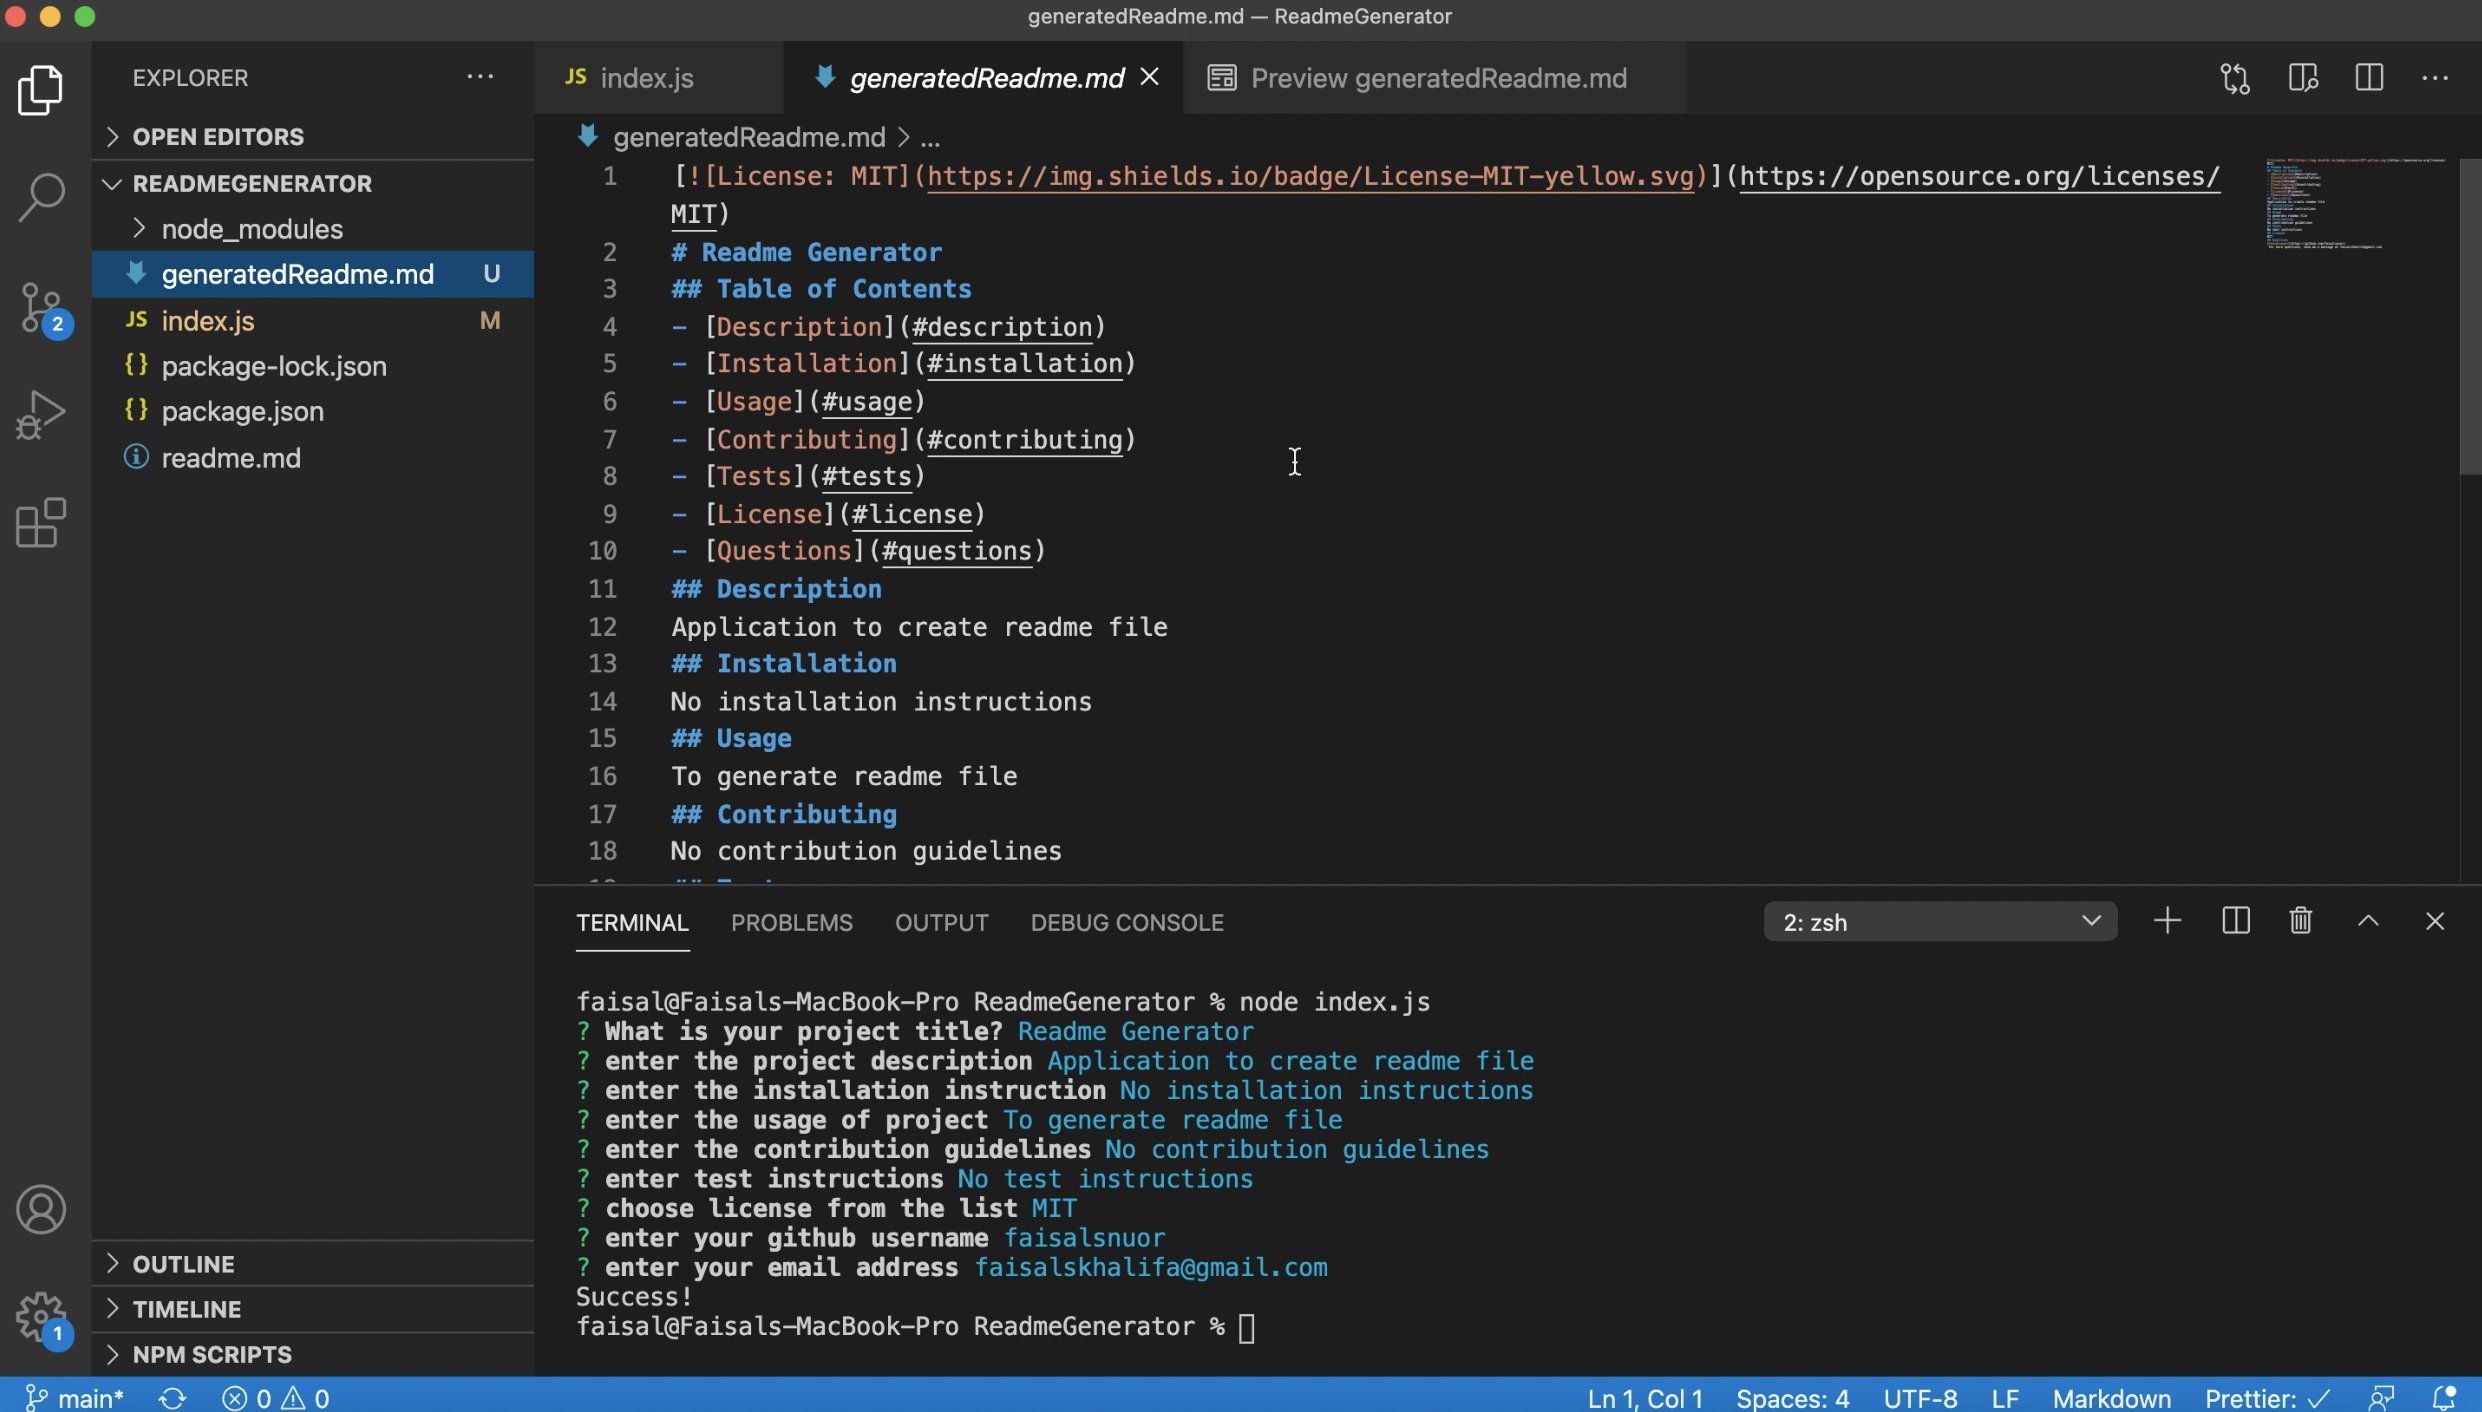 generatedReadme.md — ReadmeGenerator
EXPLORER
JS index.js
generatedReadme.md
Preview generatedReadme.md
OPEN EDITORS
generatedReadme.md > ...
READMEGENERATOR
node_modules
generatedReadme.md U
JS index.js M
{} package-lock.json
{} package.json
readme.md
2
1 [![License: MIT](https://img.shields.io/badge/License-MIT-yellow.svg)](https://opensource.org/licenses/
MIT)
2 # Readme Generator
3 ## Table of Contents
4 - [Description](#description)
5 - [Installation](#installation)
6 - [Usage](#usage)
7 - [Contributing](#contributing)
8 - [Tests](#tests)
9 - [License](#license)
10 - [Questions](#questions)
11 ## Description
12 Application to create readme file
13 ## Installation
14 No installation instructions
15 ## Usage
16 To generate readme file
17 ## Contributing
18 No contribution guidelines
TERMINAL PROBLEMS OUTPUT DEBUG CONSOLE
2: zsh
faisal@Faisals-MacBook-Pro ReadmeGenerator % node index.js
? What is your project title? Readme Generator
? enter the project description Application to create readme file
? enter the installation instruction No installation instructions
? enter the usage of project To generate readme file
? enter the contribution guidelines No contribution guidelines
? enter test instructions No test instructions
? choose license from the list MIT
? enter your github username faisalsnuor
? enter your email address faisalskhalifa@gmail.com
Success!
faisal@Faisals-MacBook-Pro ReadmeGenerator %
OUTLINE
TIMELINE
1
NPM SCRIPTS
main* 0 0
Ln 1, Col 1 Spaces: 4 UTF-8 LF Markdown Prettier: ✓